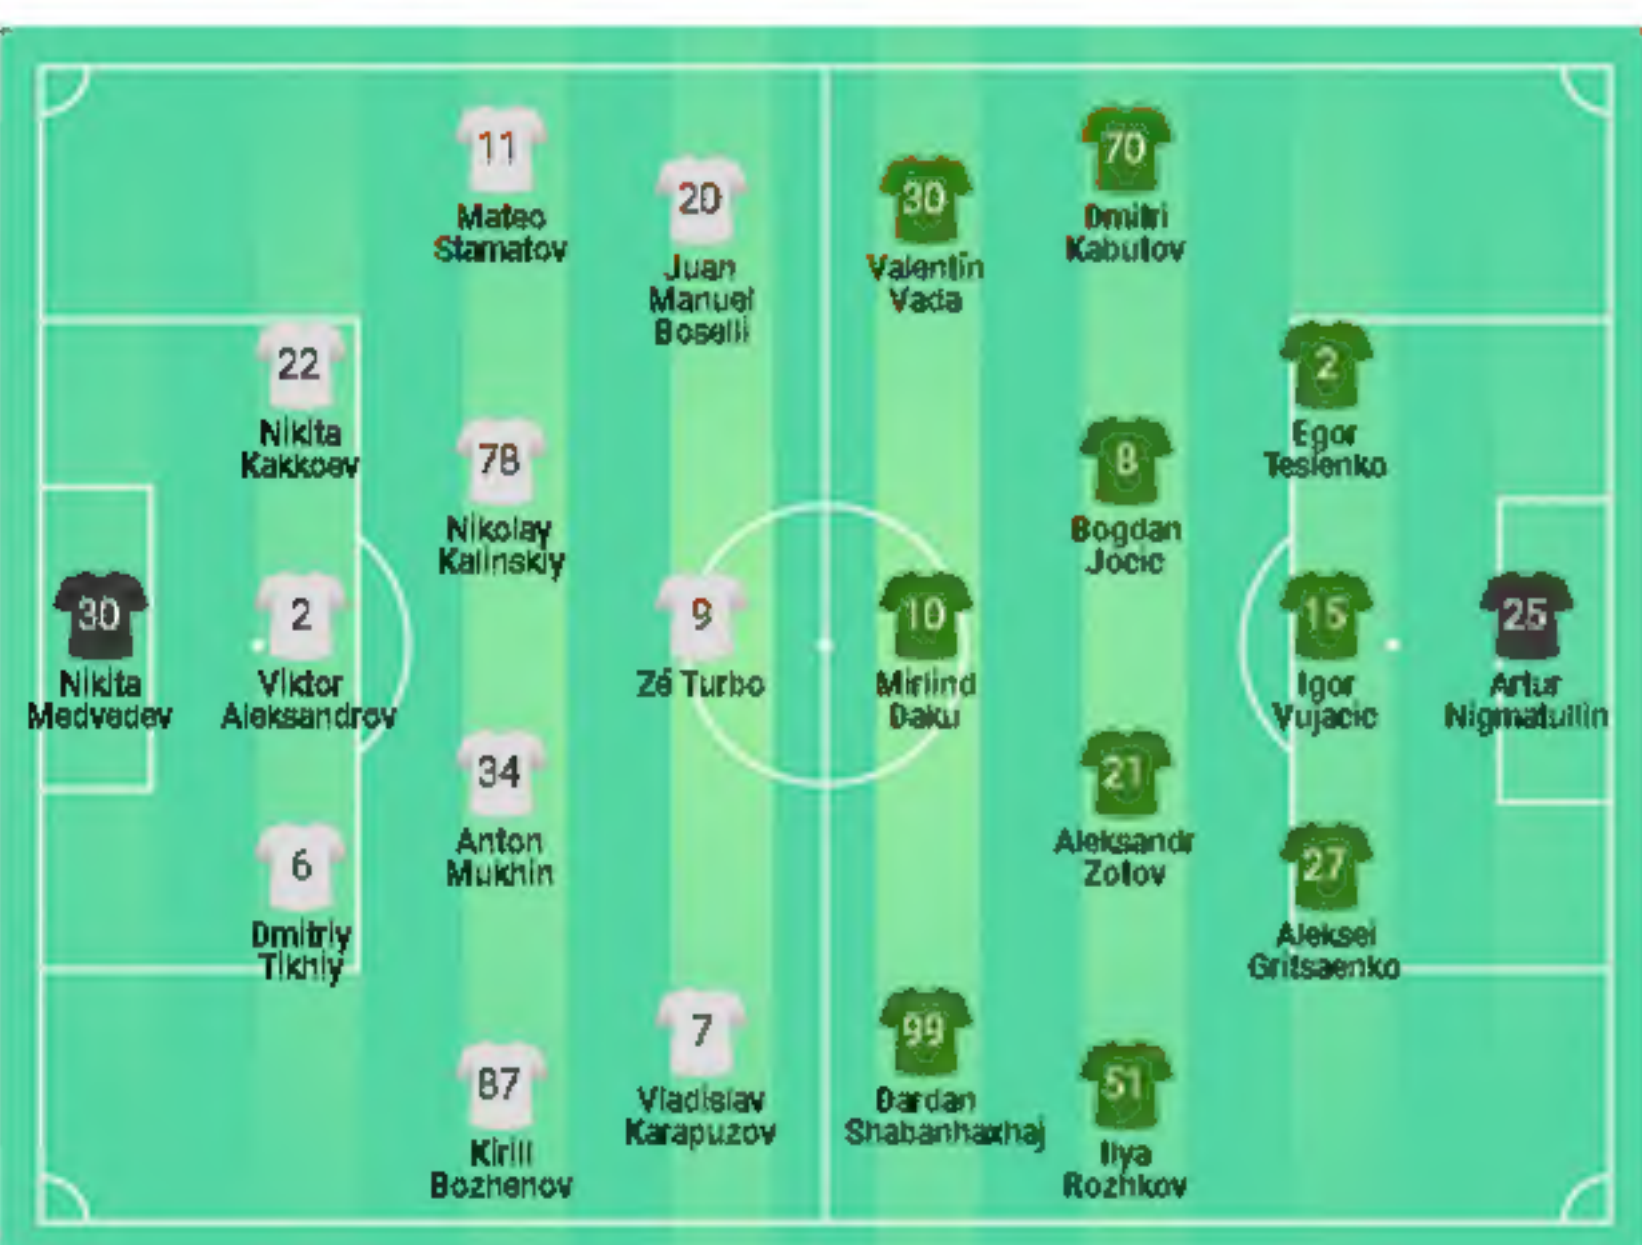 11
Mateo
Stamatov
20
Juan
Manuel
Boselli
22
Nikita
Kakkoev
78
Nikolay
Kalinskiy
30
Nikita
Medvedev
2
Viktor
Aleksandrov
9
Zé Turbo
34
Anton
Mukhin
6
Dmitriy
Tikhiy
7
Vladislav
Karapuzov
87
Kirill
Bozhenov
30
Valentín
Vada
70
Dmitri
Kabutov
2
Egor
Teslenko
8
Bogdan
Jocic
10
Mirlind
Daku
15
Igor
Vujacic
25
Artur
Nigmatullin
21
Aleksandr
Zotov
27
Aleksei
Gritsaenko
99
Dardan
Shabanhaxhaj
51
Ilya
Rozhkov